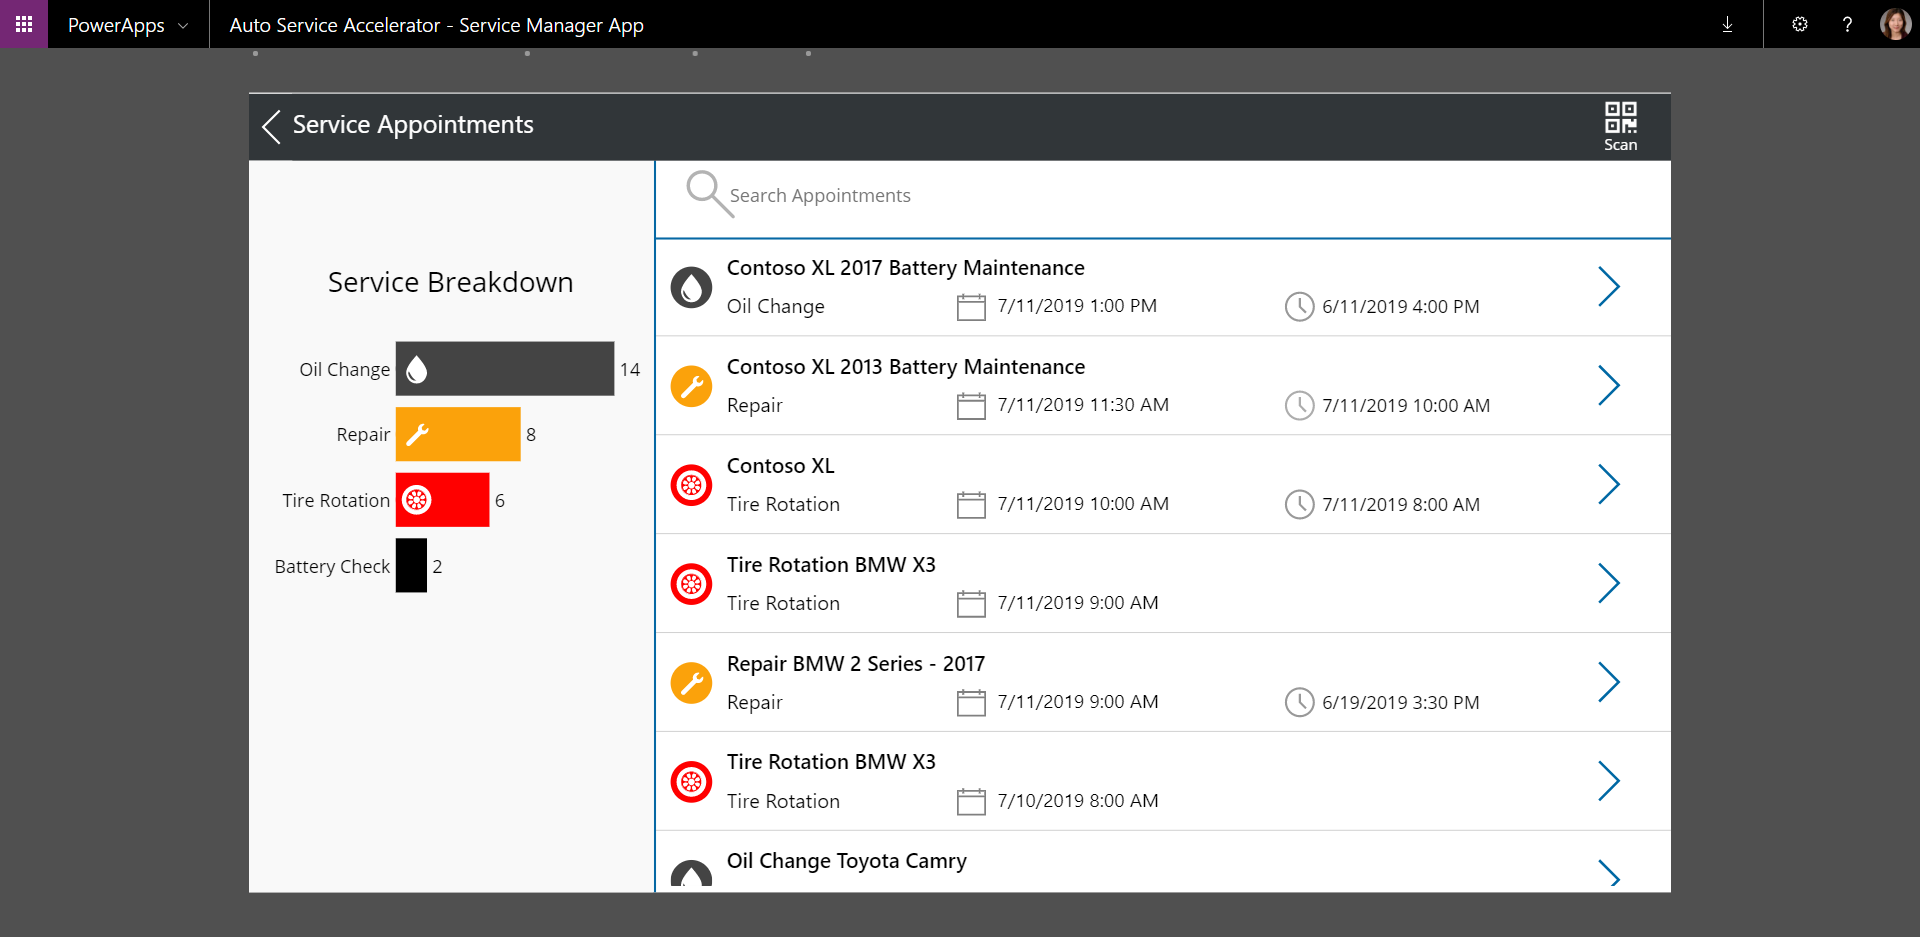 PowerApps
Auto Service Accelerator - Service Manager App
?
Service Appointments
Scan
Service Breakdown
Oil Change 14
Repair 8
Tire Rotation 6
Battery Check 2
Search Appointments
Contoso XL 2017 Battery Maintenance
Oil Change 7/11/2019 1:00 PM 6/11/2019 4:00 PM
Contoso XL 2013 Battery Maintenance
Repair 7/11/2019 11:30 AM 7/11/2019 10:00 AM
Contoso XL
Tire Rotation 7/11/2019 10:00 AM 7/11/2019 8:00 AM
Tire Rotation BMW X3
Tire Rotation 7/11/2019 9:00 AM
Repair BMW 2 Series - 2017
Repair 7/11/2019 9:00 AM 6/19/2019 3:30 PM
Tire Rotation BMW X3
Tire Rotation 7/10/2019 8:00 AM
Oil Change Toyota Camry